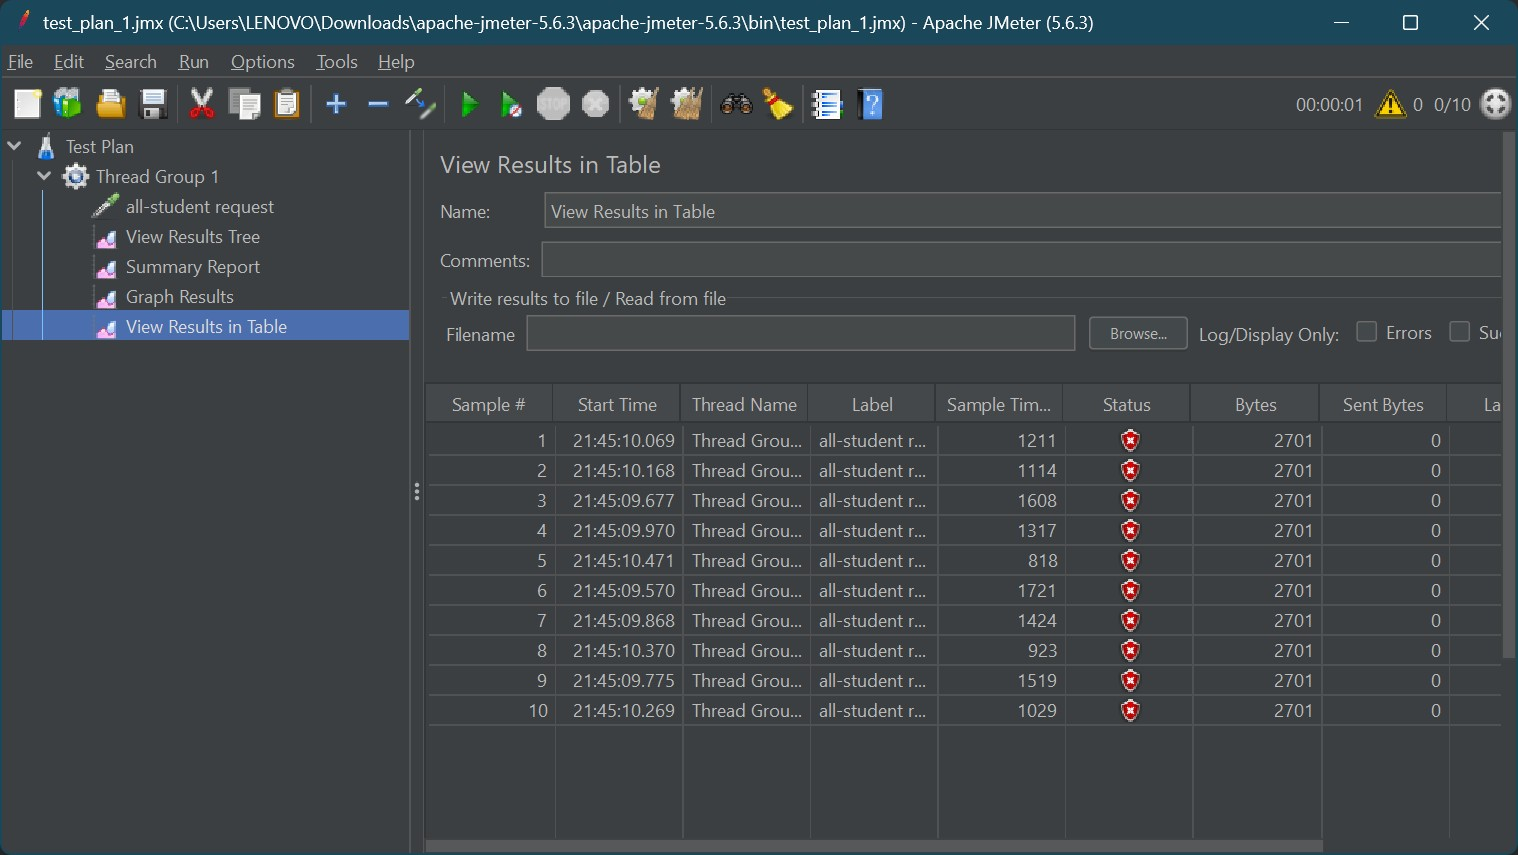 test_plan_1.jmx (C:\Users\LENOVO\Downloads\apache-jmeter-5.6.3\apache-jmeter-5.6.3\bin\test_plan_1.jmx) - Apache JMeter (5.6.3)
File Edit Search Run Options Tools Help
STOP ? 00:00:01 0 0/10
Test Plan
Thread Group 1
all-student request
View Results Tree
Summary Report
Graph Results
View Results in Table
View Results in Table
Name: View Results in Table
Comments:
Write results to file / Read from file
Filename Browse... Log/Display Only: Errors Su
Sample # Start Time Thread Name Label Sample Tim... Status Bytes Sent Bytes La
1 21:45:10.069 Thread Grou... all-student r... 1211 2701 0
2 21:45:10.168 Thread Grou... all-student r... 1114 2701 0
3 21:45:09.677 Thread Grou... all-student r... 1608 2701 0
4 21:45:09.970 Thread Grou... all-student r... 1317 2701 0
5 21:45:10.471 Thread Grou... all-student r... 818 2701 0
6 21:45:09.570 Thread Grou... all-student r... 1721 2701 0
7 21:45:09.868 Thread Grou... all-student r... 1424 2701 0
8 21:45:10.370 Thread Grou... all-student r... 923 2701 0
9 21:45:09.775 Thread Grou... all-student r... 1519 2701 0
10 21:45:10.269 Thread Grou... all-student r... 1029 2701 0